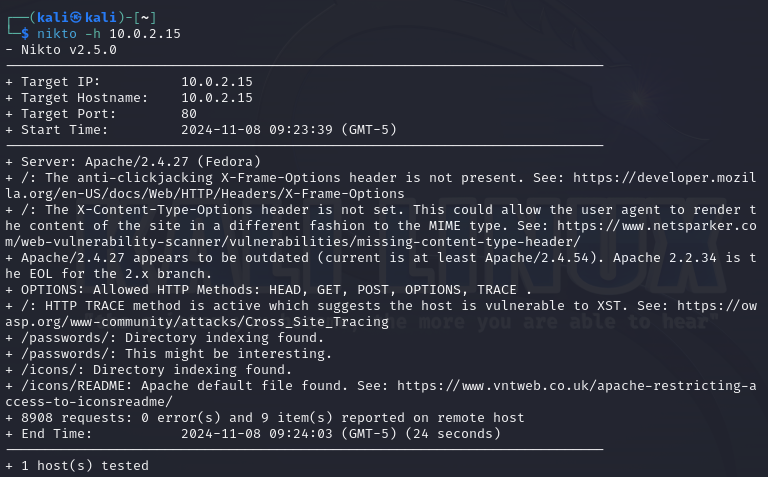 ┌──(kali㉿kali)-[~]
└─$ nikto -h 10.0.2.15
- Nikto v2.5.0
---------------------------------------------------------------------------
+ Target IP:          10.0.2.15
+ Target Hostname:    10.0.2.15
+ Target Port:        80
+ Start Time:         2024-11-08 09:23:39 (GMT-5)
---------------------------------------------------------------------------
+ Server: Apache/2.4.27 (Fedora)
+ /: The anti-clickjacking X-Frame-Options header is not present. See: https://developer.mozil
la.org/en-US/docs/Web/HTTP/Headers/X-Frame-Options
+ /: The X-Content-Type-Options header is not set. This could allow the user agent to render t
he content of the site in a different fashion to the MIME type. See: https://www.netsparker.co
m/web-vulnerability-scanner/vulnerabilities/missing-content-type-header/
+ Apache/2.4.27 appears to be outdated (current is at least Apache/2.4.54). Apache 2.2.34 is t
he EOL for the 2.x branch.
+ OPTIONS: Allowed HTTP Methods: HEAD, GET, POST, OPTIONS, TRACE .
+ /: HTTP TRACE method is active which suggests the host is vulnerable to XST. See: https://ow
asp.org/www-community/attacks/Cross_Site_Tracing
+ /passwords/: Directory indexing found.
+ /passwords/: This might be interesting.
+ /icons/: Directory indexing found.
+ /icons/README: Apache default file found. See: https://www.vntweb.co.uk/apache-restricting-a
ccess-to-iconsreadme/
+ 8908 requests: 0 error(s) and 9 item(s) reported on remote host
+ End Time:           2024-11-08 09:24:03 (GMT-5) (24 seconds)
---------------------------------------------------------------------------
+ 1 host(s) tested